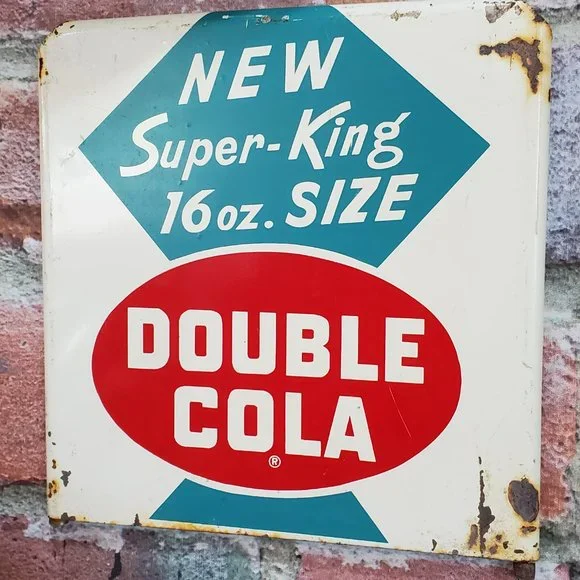 NEW
Super-King
16 oz. SIZE
DOUBLE
COLA
®